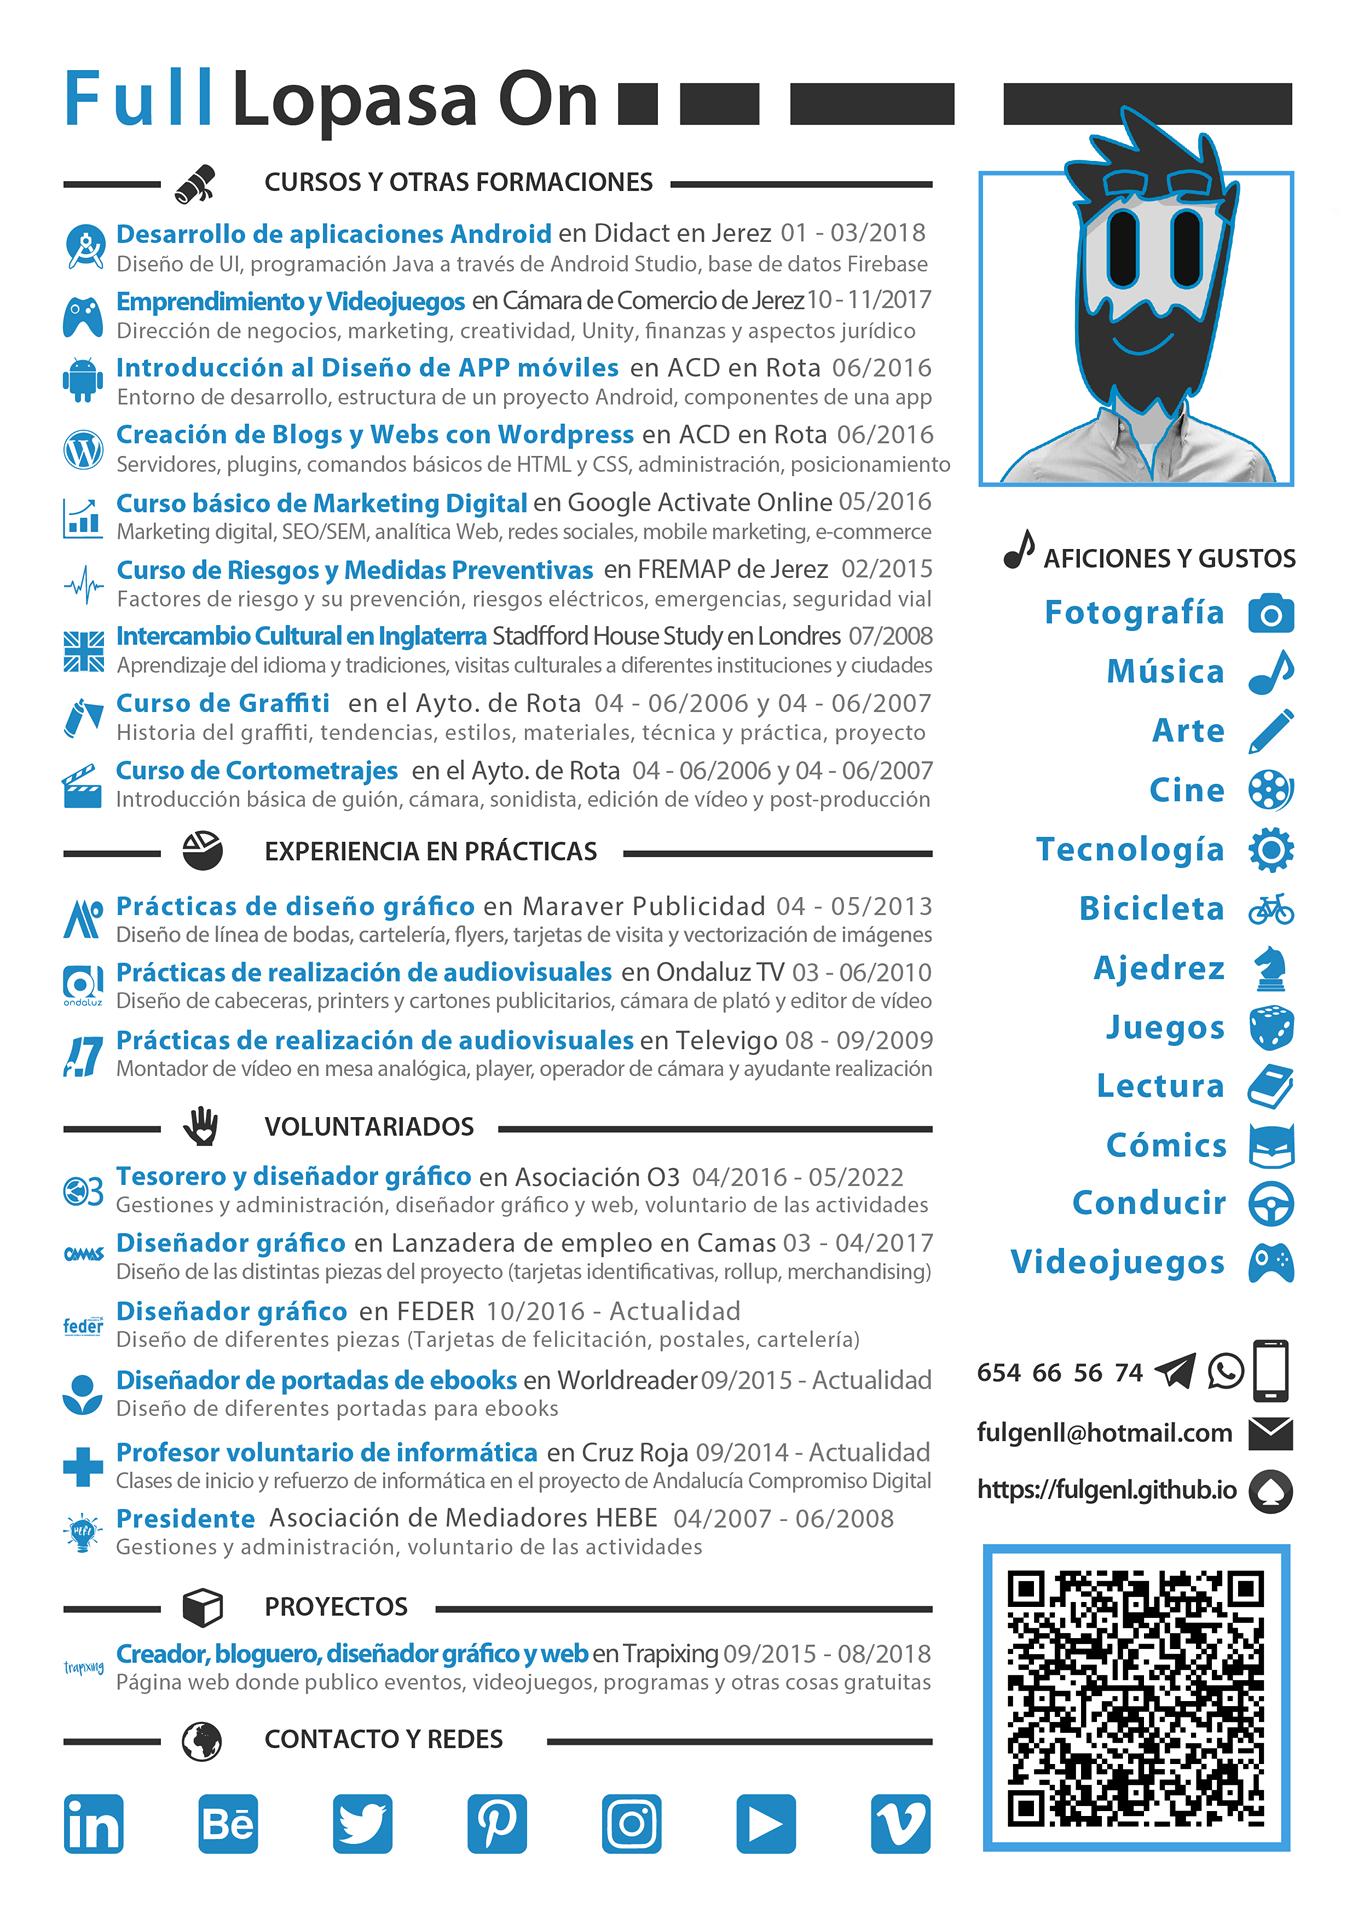 Full Lopasa On
CURSOS Y OTRAS FORMACIONES
Desarrollo de aplicaciones Android en Didact en Jerez 01 - 03/2018
Diseño de UI, programación Java a través de Android Studio, base de datos Firebase
Emprendimiento y Videojuegos en Cámara de Comercio de Jerez 10 - 11/2017
Dirección de negocios, marketing, creatividad, Unity, finanzas y aspectos jurídico
Introducción al Diseño de APP móviles en ACD en Rota 06/2016
Entorno de desarrollo, estructura de un proyecto Android, componentes de una app
Creación de Blogs y Webs con Wordpress en ACD en Rota 06/2016
Servidores, plugins, comandos básicos de HTML y CSS, administración, posicionamiento
Curso básico de Marketing Digital en Google Activate Online 05/2016
Marketing digital, SEO/SEM, analítica Web, redes sociales, mobile marketing, e-commerce
Curso de Riesgos y Medidas Preventivas en FREMAP de Jerez 02/2015
Factores de riesgo y su prevención, riesgos eléctricos, emergencias, seguridad vial
Intercambio Cultural en Inglaterra Stadfford House Study en Londres 07/2008
Aprendizaje del idioma y tradiciones, visitas culturales a diferentes instituciones y ciudades
Curso de Graffiti en el Ayto. de Rota 04 - 06/2006 y 04 - 06/2007
Historia del graffiti, tendencias, estilos, materiales, técnica y práctica, proyecto
Curso de Cortometrajes en el Ayto. de Rota 04 - 06/2006 y 04 - 06/2007
Introducción básica de guión, cámara, sonidista, edición de vídeo y post-producción
EXPERIENCIA EN PRÁCTICAS
Prácticas de diseño gráfico en Maraver Publicidad 04 - 05/2013
Diseño de línea de bodas, cartelería, flyers, tarjetas de visita y vectorización de imágenes
Prácticas de realización de audiovisuales en Ondaluz TV 03 - 06/2010
ondaluz
Diseño de cabeceras, printers y cartones publicitarios, cámara de plató y editor de vídeo
Prácticas de realización de audiovisuales en Televigo 08 - 09/2009
Montador de vídeo en mesa analógica, player, operador de cámara y ayudante realización
VOLUNTARIADOS
Tesorero y diseñador gráfico en Asociación O3 04/2016 - 05/2022
3
Gestiones y administración, diseñador gráfico y web, voluntario de las actividades
Diseñador gráfico en Lanzadera de empleo en Camas 03 - 04/2017
CAMAS
Diseño de las distintas piezas del proyecto (tarjetas identificativas, rollup, merchandising)
Diseñador gráfico en FEDER 10/2016 - Actualidad
feder
Diseño de diferentes piezas (Tarjetas de felicitación, postales, cartelería)
Diseñador de portadas de ebooks en Worldreader 09/2015 - Actualidad
Diseño de diferentes portadas para ebooks
Profesor voluntario de informática en Cruz Roja 09/2014 - Actualidad
Clases de inicio y refuerzo de informática en el proyecto de Andalucía Compromiso Digital
Presidente Asociación de Mediadores HEBE 04/2007 - 06/2008
Gestiones y administración, voluntario de las actividades
PROYECTOS
Creador, bloguero, diseñador gráfico y web en Trapixing 09/2015 - 08/2018
trapixing
Página web donde publico eventos, videojuegos, programas y otras cosas gratuitas
CONTACTO Y REDES
in
Bē
AFICIONES Y GUSTOS
Fotografía
Música
Arte
Cine
Tecnología
Bicicleta
Ajedrez
Juegos
Lectura
Cómics
Conducir
Videojuegos
654 66 56 74
fulgenll@hotmail.com
https://fulgenl.github.io